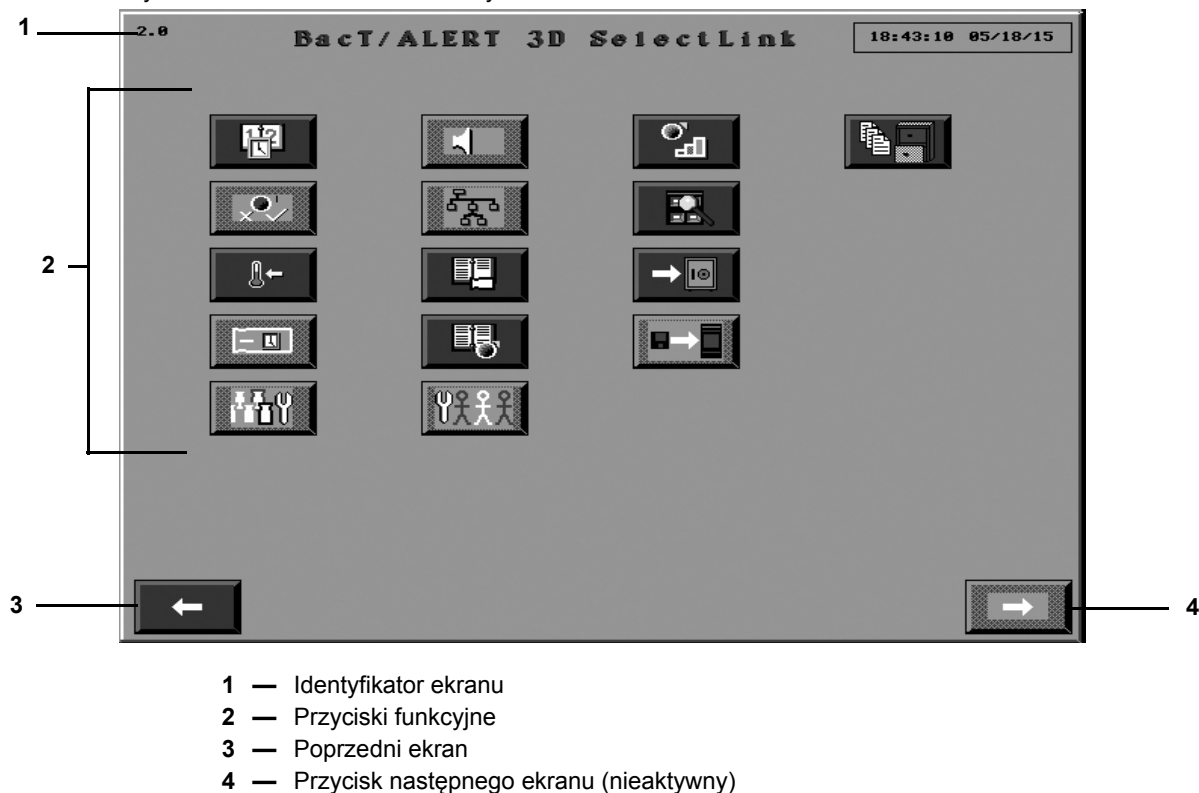 1
2.0 BacT/ALERT 3D SelectLink 18:43:10 05/18/15
2
3
4
1 — Identyfikator ekranu
2 — Przyciski funkcyjne
3 — Poprzedni ekran
4 — Przycisk następnego ekranu (nieaktywny)